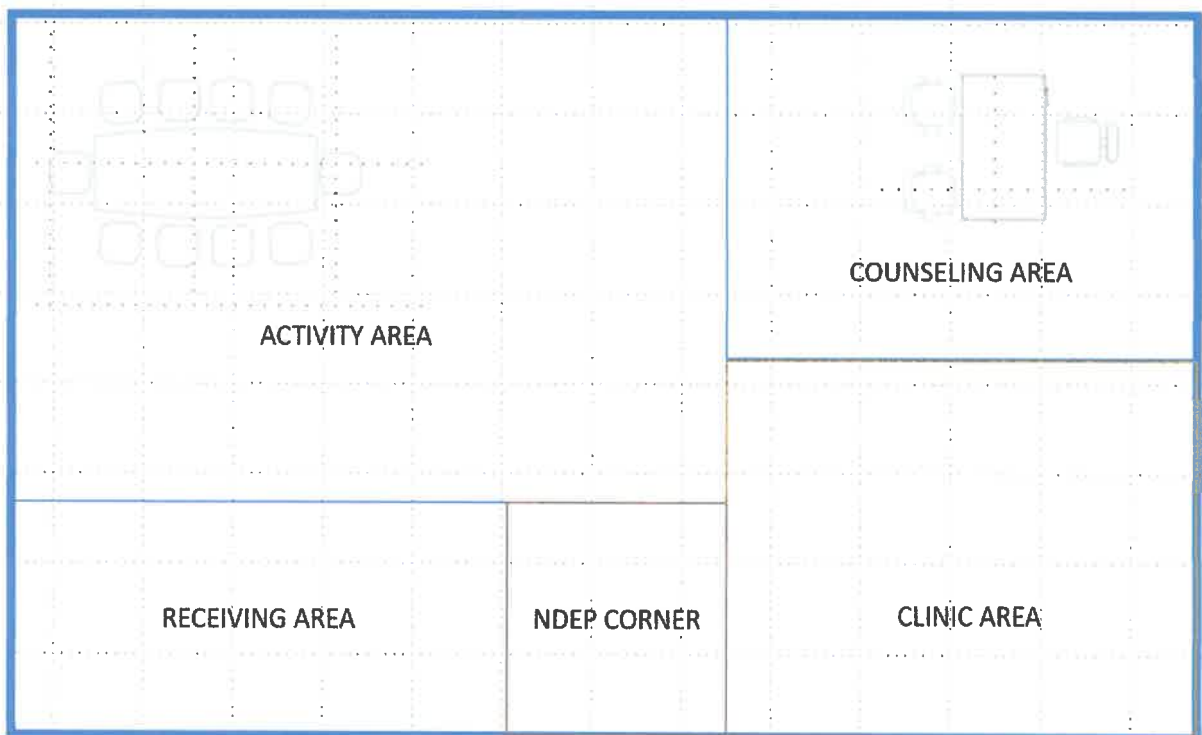 COUNSELING AREA
ACTIVITY AREA
RECEIVING AREA
NDEP CORNER
CLINIC AREA